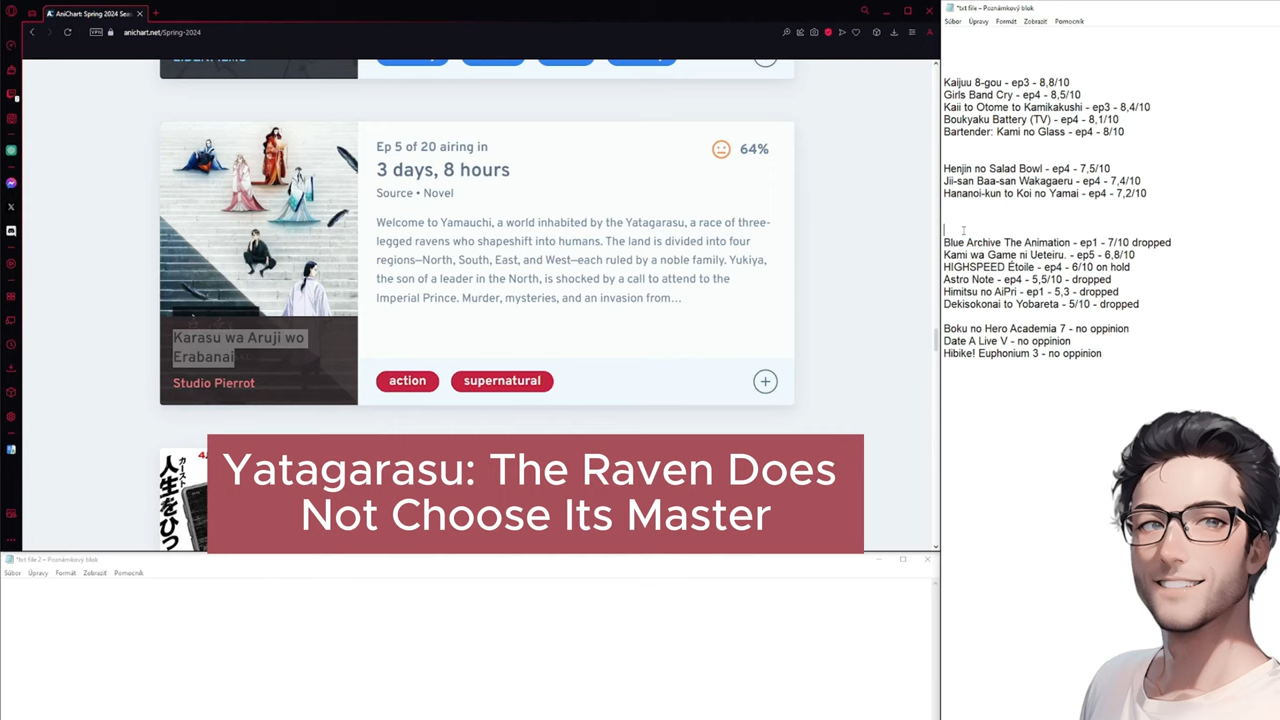 AniChart: Spring 2024 Sea
*txt file – Poznámkový blok
Súbor Úpravy Formát Zobraziť Pomocník
VPN anichart.net/Spring-2024
Ep 5 of 20 airing in
3 days, 8 hours
Source • Novel
64%
Welcome to Yamauchi, a world inhabited by the Yatagarasu, a race of three-
legged ravens who shapeshift into humans. The land is divided into four
regions—North, South, East, and West—each ruled by a noble family. Yukiya,
the son of a leader in the North, is shocked by a call to attend to the
Imperial Prince. Murder, mysteries, and an invasion from…
Karasu wa Aruji wo
Erabanai
Studio Pierrot
action supernatural
人生をひっ
Yatagarasu: The Raven Does
Not Choose Its Master
Kaijuu 8-gou - ep3 - 8,8/10
Girls Band Cry - ep4 - 8,5/10
Kaii to Otome to Kamikakushi - ep3 - 8,4/10
Boukyaku Battery (TV) - ep4 - 8,1/10
Bartender: Kami no Glass - ep4 - 8/10
Henjin no Salad Bowl - ep4 - 7,5/10
Jii-san Baa-san Wakagaeru - ep4 - 7,4/10
Hananoi-kun to Koi no Yamai - ep4 - 7,2/10
Blue Archive The Animation - ep1 - 7/10 dropped
Kami wa Game ni Ueteiru. - ep5 - 6,8/10
HIGHSPEED Étoile - ep4 - 6/10 on hold
Astro Note - ep4 - 5,5/10 - dropped
Himitsu no AiPri - ep1 - 5,3 - dropped
Dekisokonai to Yobareta - 5/10 - dropped
Boku no Hero Academia 7 - no oppinion
Date A Live V - no oppinion
Hibike! Euphonium 3 - no oppinion
*txt file 2 – Poznámkový blok
Súbor Úpravy Formát Zobraziť Pomocník